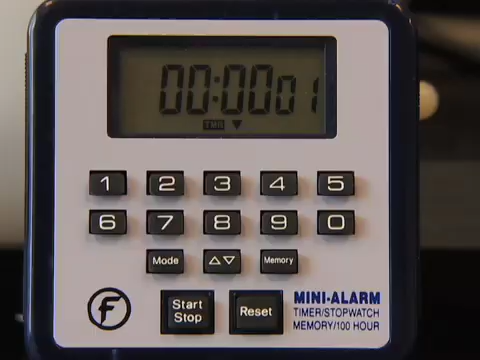 00:0001
TMR ▼
1 2 3 4 5
6 7 8 9 0
Mode △▽ Memory
Start
Stop
Reset
F
MINI-ALARM
TIMER/STOPWATCH
MEMORY/100 HOUR